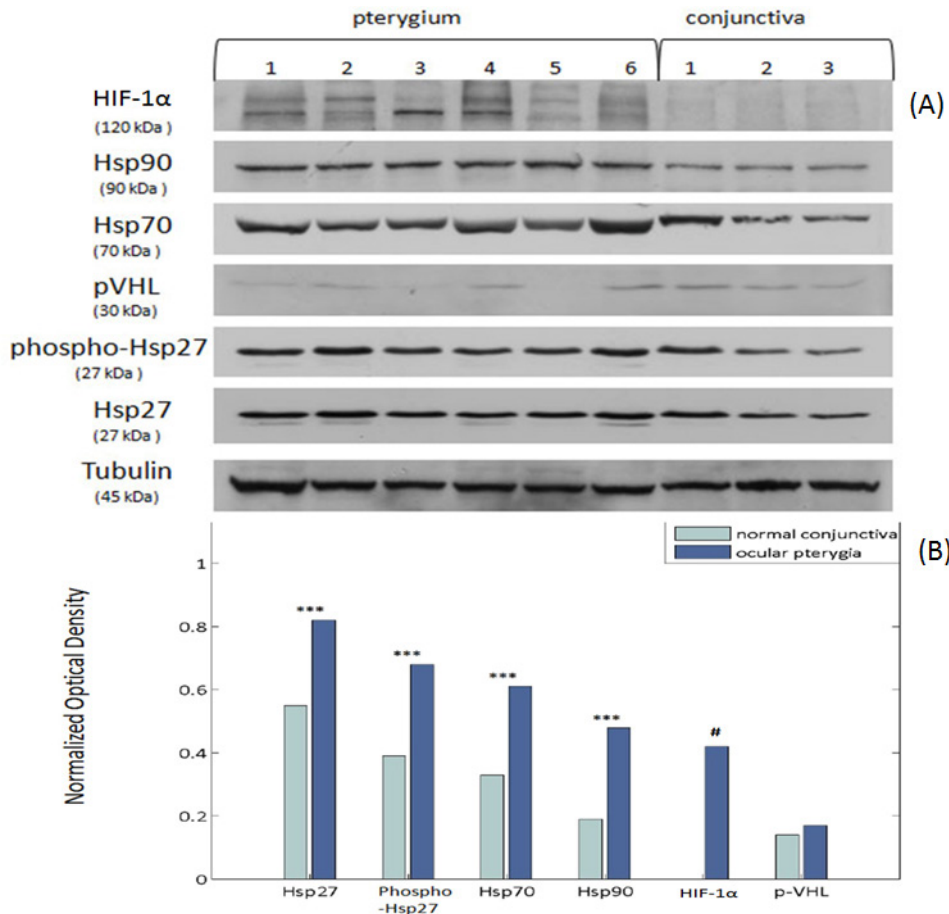 pterygium conjunctiva
1 2 3 4 5 6 1 2 3
HIF-1α
(120 kDa)
(A)
Hsp90
(90 kDa)
Hsp70
(70 kDa)
pVHL
(30 kDa)
phospho-Hsp27
(27 kDa )
Hsp27
(27 kDa )
Tubulin
(45 kDa)
(B)
normal conjunctiva
ocular pterygia
Normalized Optical Density
1
0.8
0.6
0.4
0.2
0
*** *** *** *** #
Hsp27 Phospho
-Hsp27 Hsp70 Hsp90 HIF-1α p-VHL